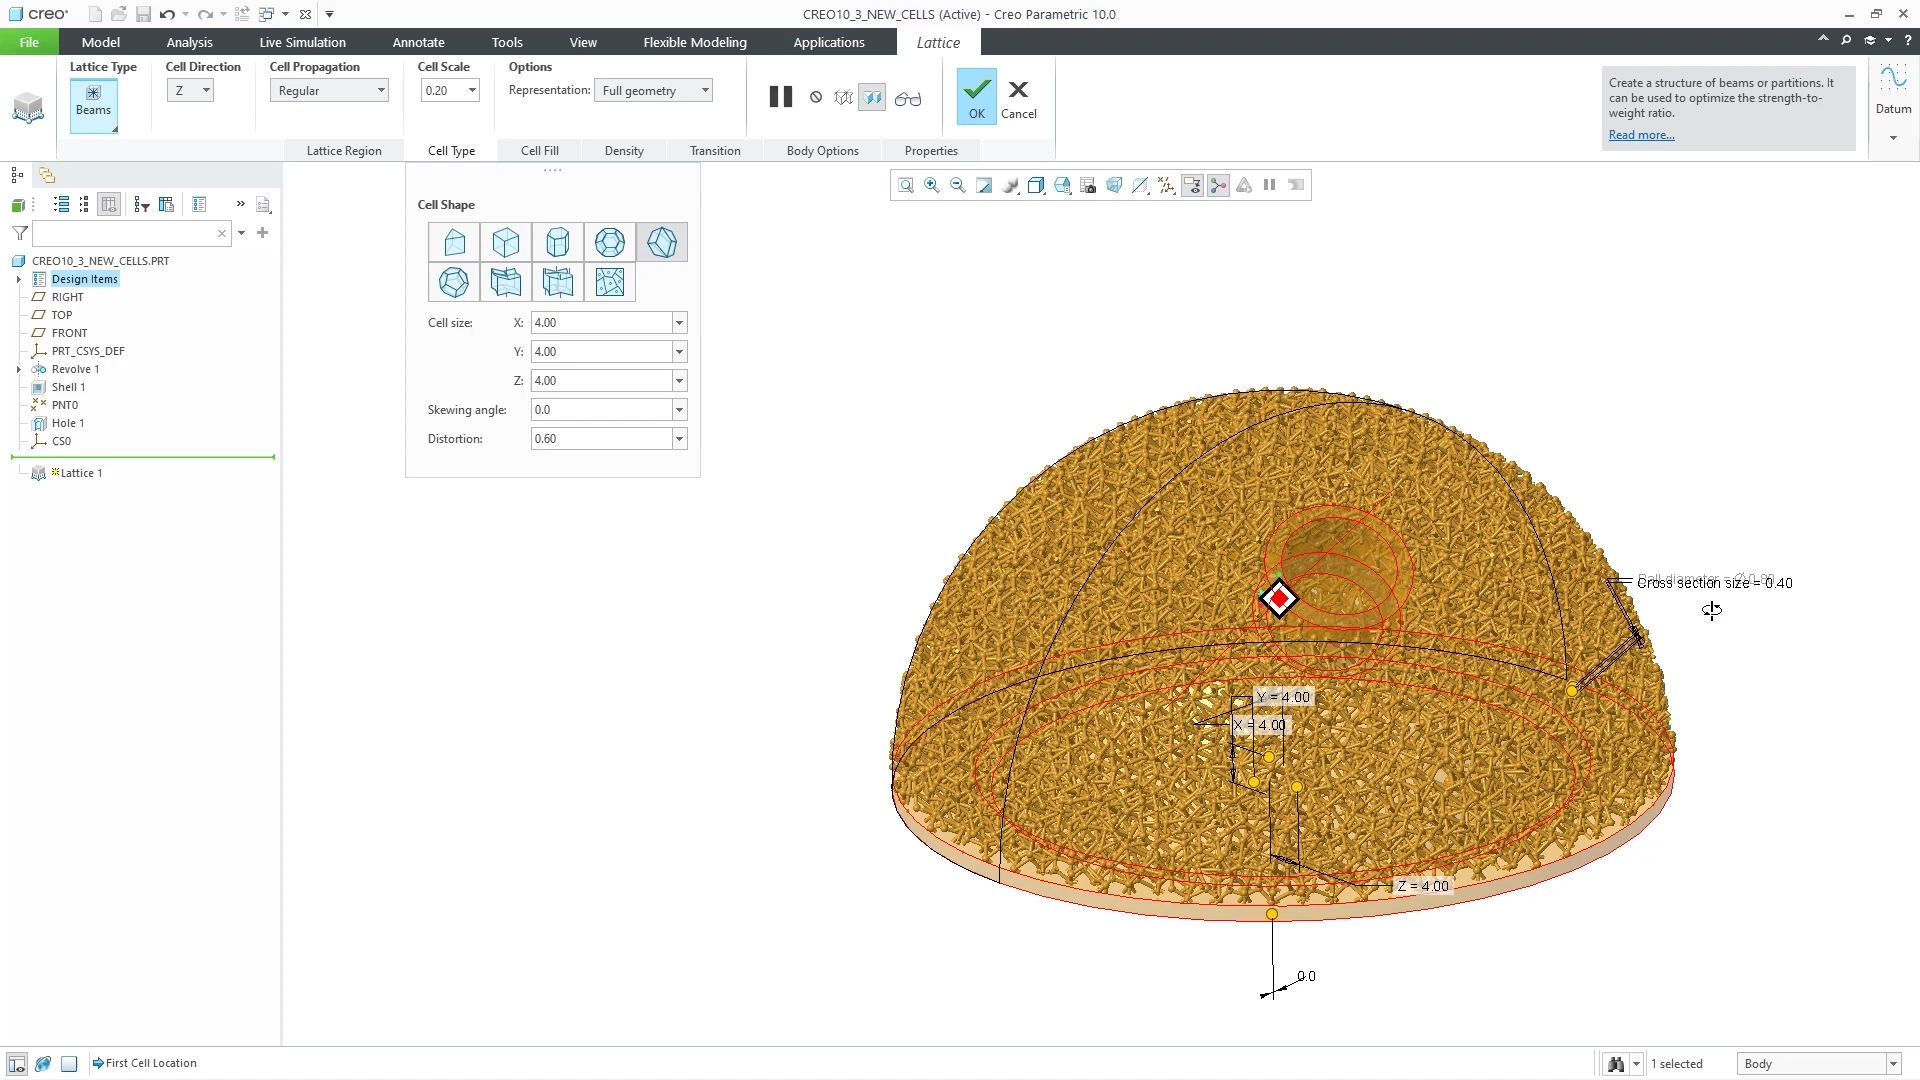 creo CREO10_3_NEW_CELLS (Active) - Creo Parametric 10.0
File Model Analysis Live Simulation Annotate Tools View Flexible Modeling Applications Lattice
Lattice Type Cell Direction Cell Propagation Cell Scale Options
Beams Z Regular 0.20 Representation: Full geometry OK Cancel
Create a structure of beams or partitions. It
can be used to optimize the strength-to-
weight ratio.
Read more...
Datum
Lattice Region Cell Type Cell Fill Density Transition Body Options Properties
Cell Shape
Cell size: X: 4.00
Y: 4.00
Z: 4.00
Skewing angle: 0.0
Distortion: 0.60
CREO10_3_NEW_CELLS.PRT
Design Items
RIGHT
TOP
FRONT
PRT_CSYS_DEF
Revolve 1
Shell 1
PNT0
Hole 1
CS0
Lattice 1
Cross section size = 0.40
Y = 4.00
X = 4.00
Z = 4.00
0.0
First Cell Location 1 selected Body